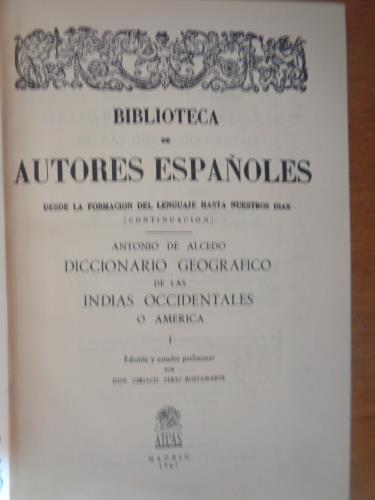 BIBLIOTECA
DE
AUTORES ESPAÑOLES
DESDE LA FORMACION DEL LENGUAJE HASTA NUESTROS DIAS
(CONTINUACION)
ANTONIO DE ALCEDO
DICCIONARIO GEOGRAFICO
DE LAS
INDIAS OCCIDENTALES
O AMERICA
I
Edición y estudio preliminar
POR
DON CIRIACO PEREZ-BUSTAMANTE
ATLAS
MADRID
1967